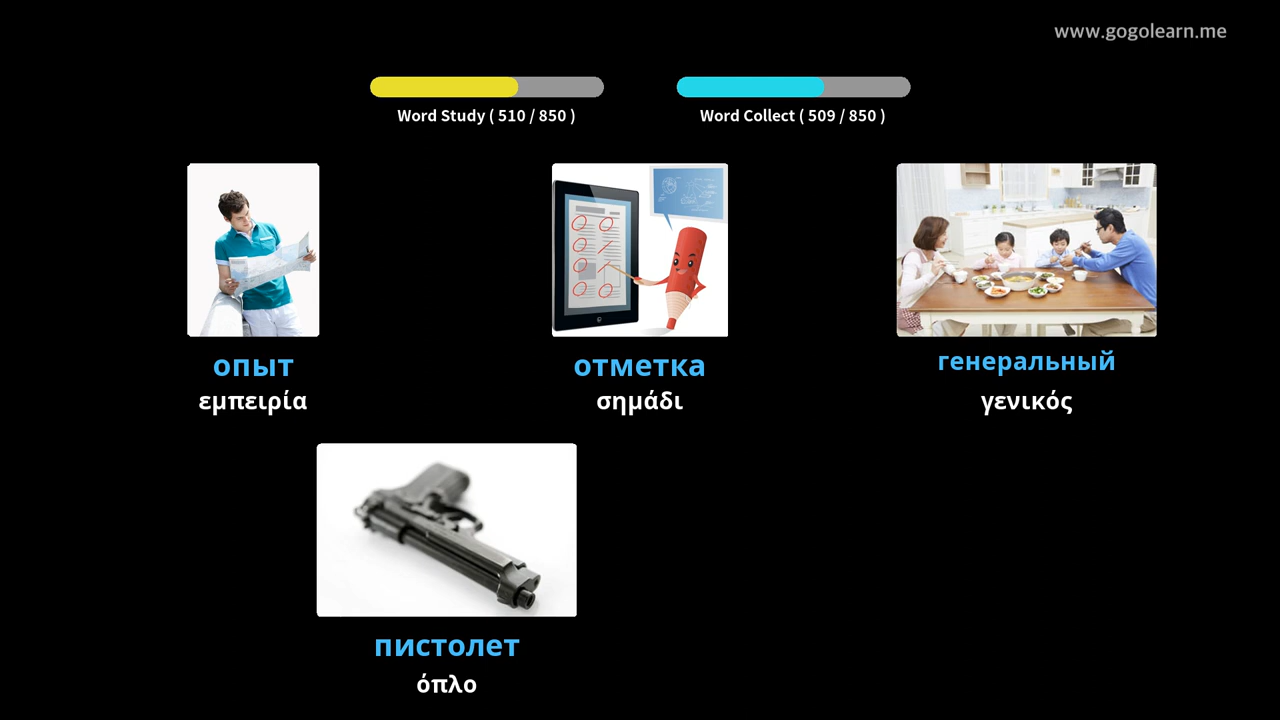 www.gogolearn.me
Word Study ( 510 / 850 )
Word Collect ( 509 / 850 )
опыт
εμπειρία
отметка
σημάδι
генеральный
γενικός
пистолет
όπλο